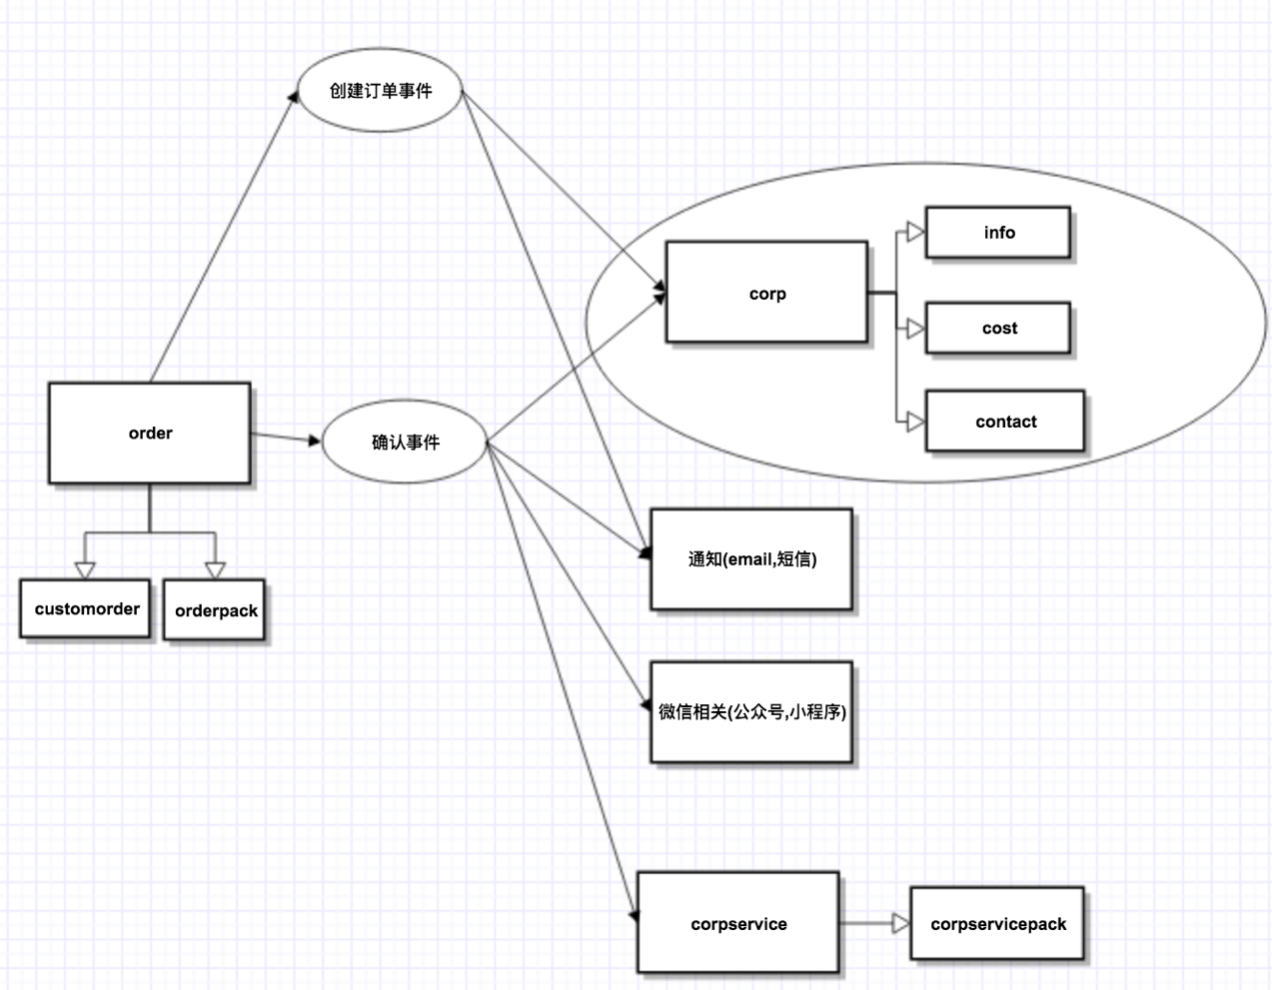 创建订单事件
info
corp
cost
contact
order
确认事件
通知(email,短信)
customorder
orderpack
微信相关(公众号,小程序)
corpservice
corpservicepack